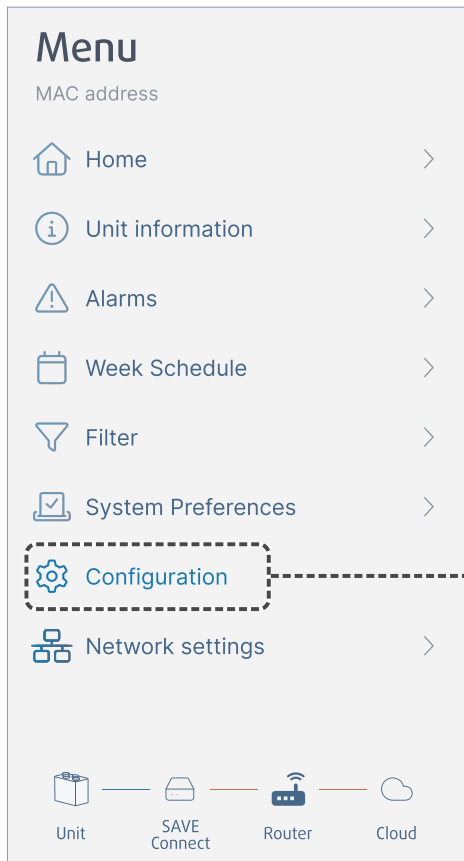 Menu
MAC address
Home
Unit information
Alarms
Week Schedule
Filter
System Preferences
Configuration
Network settings
Unit
SAVE
Connect
Router
Cloud